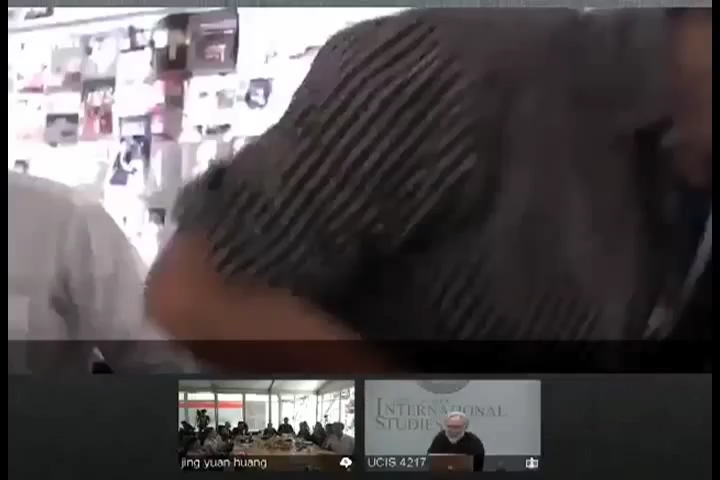 INTERNATIONAL
STUDIES
jing yuan huang
UCIS 4217